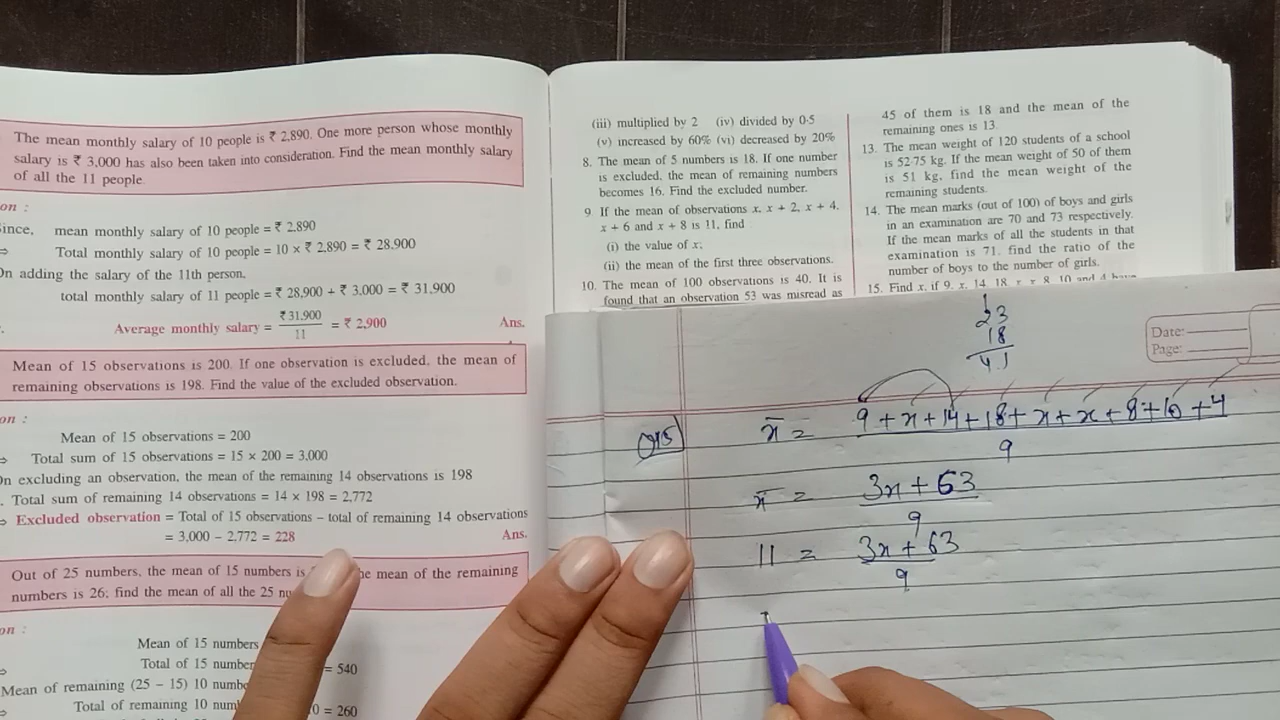 The mean monthly salary of 10 people is ₹ 2,890. One more person whose monthly
salary is ₹ 3,000 has also been taken into consideration. Find the mean monthly salary
of all the 11 people.
on :
Since, mean monthly salary of 10 people = ₹ 2,890
⇒ Total monthly salary of 10 people = 10 × ₹ 2,890 = ₹ 28,900
On adding the salary of the 11th person,
total monthly salary of 11 people = ₹ 28,900 + ₹ 3,000 = ₹ 31,900
Average monthly salary = ₹ 31,900 / 11 = ₹ 2,900 Ans.
Mean of 15 observations is 200. If one observation is excluded, the mean of
remaining observations is 198. Find the value of the excluded observation.
on :
Mean of 15 observations = 200
⇒ Total sum of 15 observations = 15 × 200 = 3,000
On excluding an observation, the mean of the remaining 14 observations is 198
Total sum of remaining 14 observations = 14 × 198 = 2,772
⇒ Excluded observation = Total of 15 observations – total of remaining 14 observations
= 3,000 – 2,772 = 228 Ans.
Out of 25 numbers, the mean of 15 numbers is the mean of the remaining
numbers is 26; find the mean of all the 25
on :
Mean of 15 numbers
Total of 15 = 540
Mean of remaining (25 – 15) 10
Total of remaining 10 = 260
(iii) multiplied by 2 (iv) divided by 0·5
(v) increased by 60% (vi) decreased by 20%
8. The mean of 5 numbers is 18. If one number
is excluded, the mean of remaining numbers
becomes 16. Find the excluded number.
9. If the mean of observations x, x + 2, x + 4,
x + 6 and x + 8 is 11, find
(i) the value of x;
(ii) the mean of the first three observations.
10. The mean of 100 observations is 40. It is
found that an observation 53 was misread as
45 of them is 18 and the mean of the
remaining ones is 13.
13. The mean weight of 120 students of a school
is 52·75 kg. If the mean weight of 50 of them
is 51 kg, find the mean weight of the
remaining students.
14. The mean marks (out of 100) of boys and girls
in an examination are 70 and 73 respectively.
If the mean marks of all the students in that
examination is 71, find the ratio of the
number of boys to the number of girls.
15. Find x, if 9, x, 14, 18, x, x, 8, 10 and 4 have
1
23
18
41
Date:
Page:
Q15 x̄ = 9 + x + 14 + 18 + x + x + 8 + 10 + 4 / 9
x̄ = 3x + 63 / 9
11 = 3x + 63 / 9